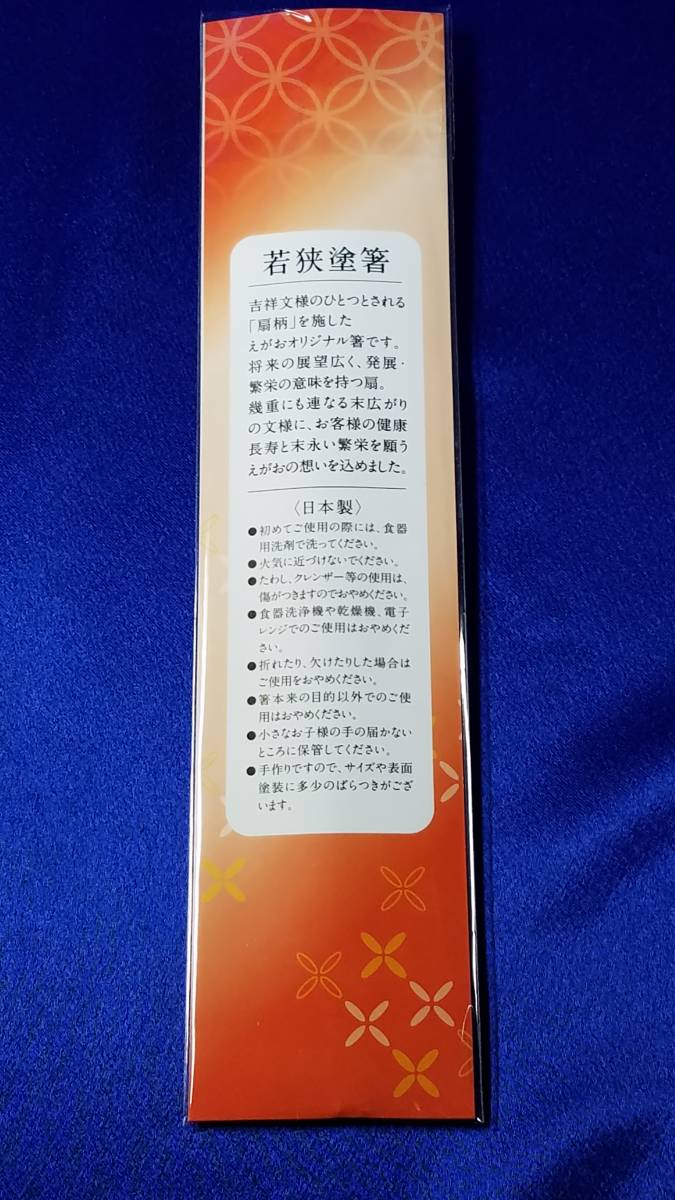 若狭塗箸
吉祥文様のひとつとされる
「扇柄」を施した
えがおオリジナル箸です。
将来の展望広く、発展・
繁栄の意味を持つ扇。
幾重にも連なる末広がり
の文様に、お客様の健康
長寿と末永い繁栄を願う
えがおの想いを込めました。
〈日本製〉
●初めてご使用の際には、食器
用洗剤で洗ってください。
●火気に近づけないでください。
●たわし、クレンザー等の使用は、
傷がつきますのでおやめください。
●食器洗浄機や乾燥機、電子
レンジでのご使用はおやめくだ
さい。
●折れたり、欠けたりした場合は
ご使用をおやめください。
●箸本来の目的以外でのご使
用はおやめください。
●小さなお子様の手の届かない
ところに保管してください。
●手作りですので、サイズや表面
塗装に多少のばらつきがござ
います。